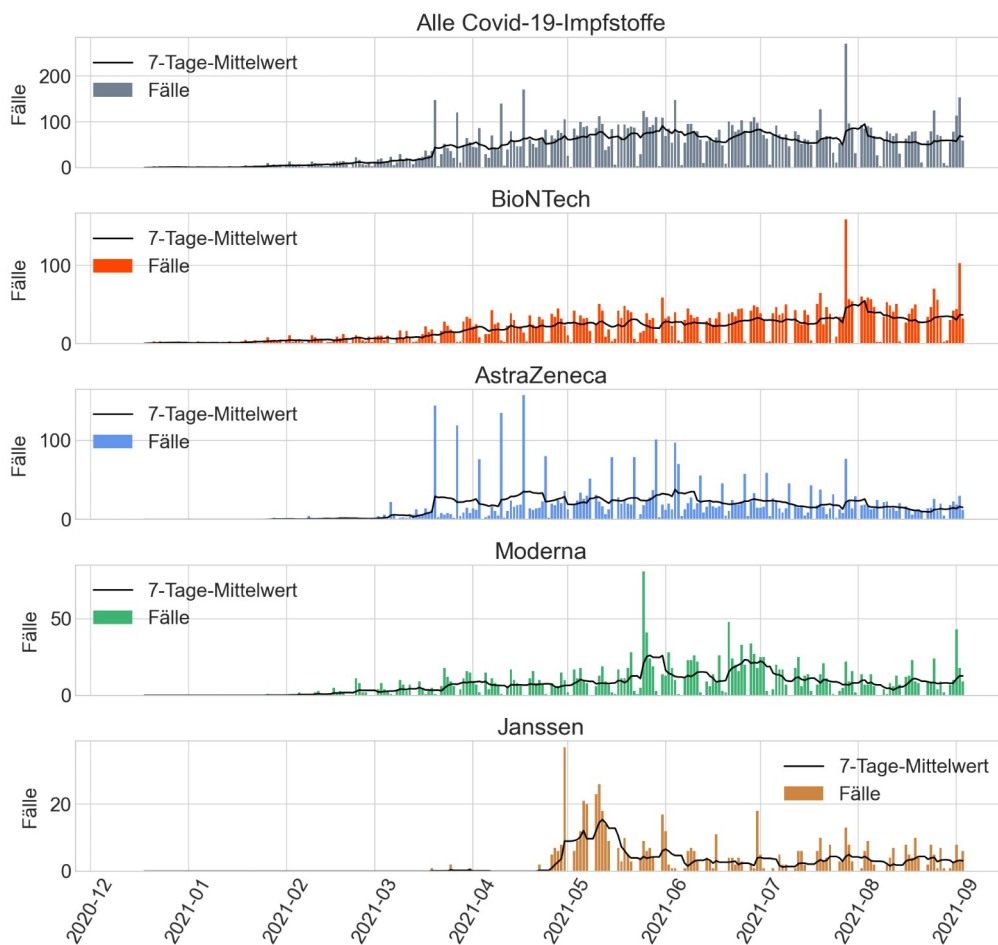 Alle Covid-19-Impfstoffe
7-Tage-Mittelwert
Fälle
200
100
0
Fälle
BioNTech
7-Tage-Mittelwert
Fälle
100
0
Fälle
AstraZeneca
7-Tage-Mittelwert
Fälle
100
0
Fälle
Moderna
7-Tage-Mittelwert
Fälle
50
0
Fälle
Janssen
7-Tage-Mittelwert
Fälle
20
0
Fälle
2020-12
2021-01
2021-02
2021-03
2021-04
2021-05
2021-06
2021-07
2021-08
2021-09